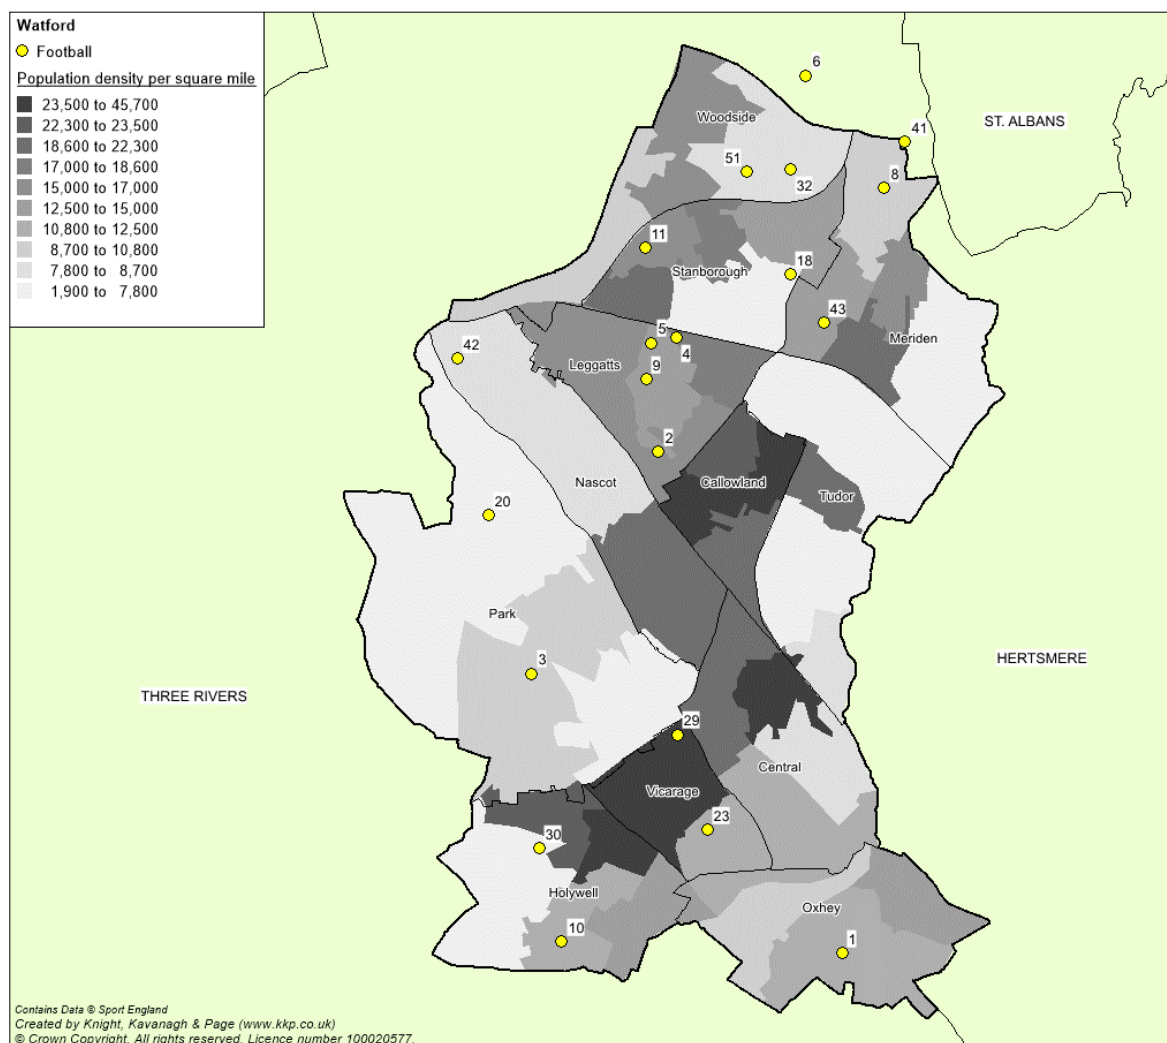 Watford
Football
Population density per square mile
23,500 to 45,700
22,300 to 23,500
18,600 to 22,300
17,000 to 18,600
15,000 to 17,000
12,500 to 15,000
10,800 to 12,500
8,700 to 10,800
7,800 to 8,700
1,900 to 7,800
6
Woodside
ST. ALBANS
41
51
32
8
11
Stanborough
18
43
Meriden
5
4
42
Leggatts
9
2
Nascot
Callowland
Tudor
20
Park
3
HERTSMERE
THREE RIVERS
29
Central
Vicarage
23
30
Holywell
Oxhey
10
1
Contains Data © Sport England
Created by Knight, Kavanagh & Page (www.kkp.co.uk)
© Crown Copyright. All rights reserved. Licence number 100020577.